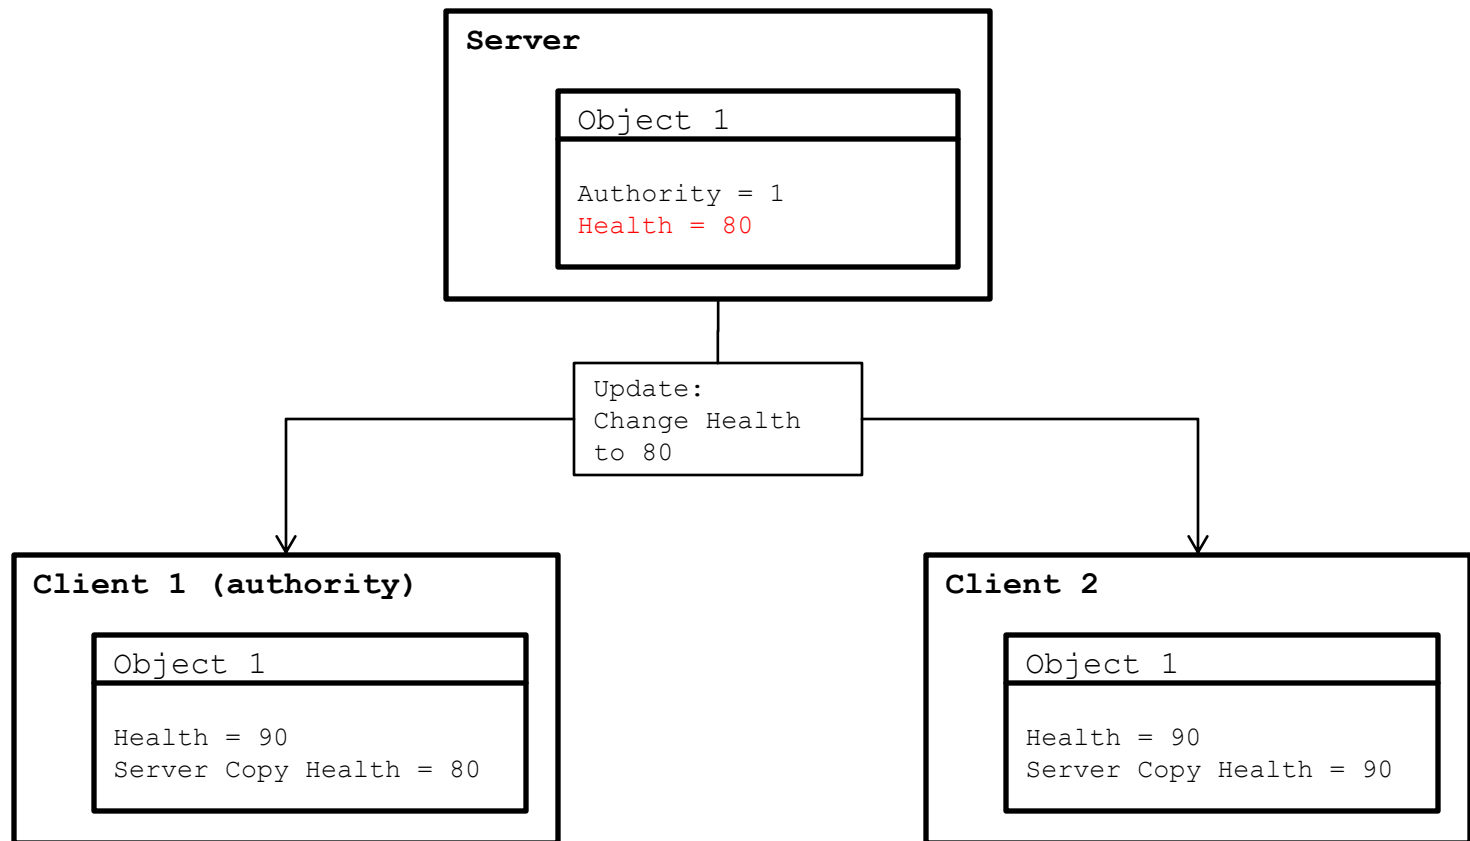 Server
Object 1
Authority = 1
Health = 80
Update:
Change Health
to 80
Client 1 (authority)
Object 1
Health = 90
Server Copy Health = 80
Client 2
Object 1
Health = 90
Server Copy Health = 90